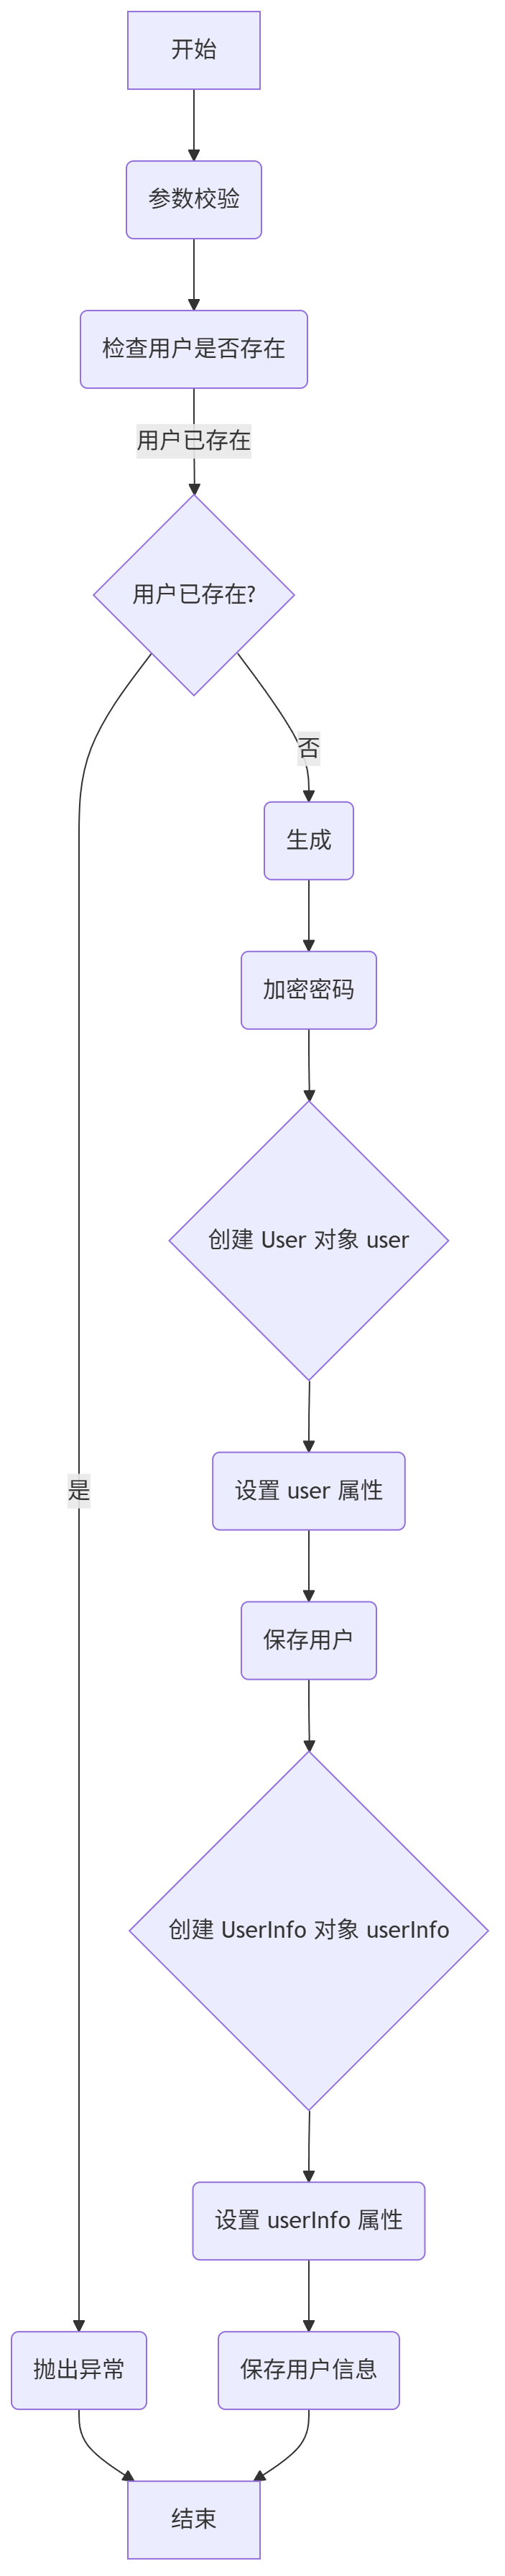 开始
参数校验
检查用户是否存在
用户已存在
用户已存在?
否
生成
加密密码
创建 User 对象 user
是
设置 user 属性
保存用户
创建 UserInfo 对象 userInfo
设置 userInfo 属性
抛出异常
保存用户信息
结束